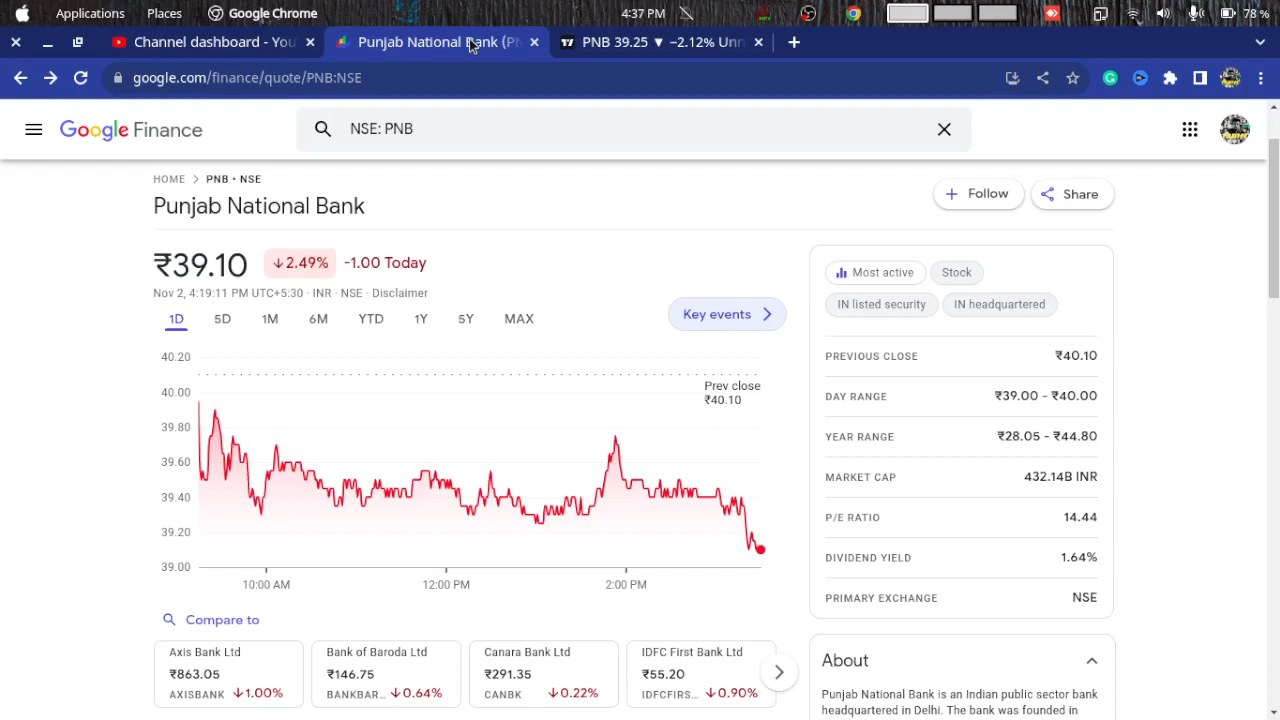 Applications Places Google Chrome 4:37 PM 78 %
Channel dashboard - You Punjab National Bank (PN PNB 39.25 ▼ −2.12% Unn
google.com/finance/quote/PNB:NSE
Google Finance NSE: PNB
HOME > PNB • NSE
Punjab National Bank
Follow Share
₹39.10 ↓2.49% -1.00 Today
Nov 2, 4:19:11 PM UTC+5:30 · INR · NSE · Disclaimer
1D 5D 1M 6M YTD 1Y 5Y MAX
Key events
40.20
40.00
39.80
39.60
39.40
39.20
39.00
Prev close
₹40.10
10:00 AM 12:00 PM 2:00 PM
Compare to
Axis Bank Ltd
₹863.05
AXISBANK ↓1.00%
Bank of Baroda Ltd
₹146.75
BANKBAR... ↓0.64%
Canara Bank Ltd
₹291.35
CANBK ↓0.22%
IDFC First Bank Ltd
₹55.20
IDFCFIRS... ↓0.90%
Most active Stock
IN listed security IN headquartered
PREVIOUS CLOSE ₹40.10
DAY RANGE ₹39.00 - ₹40.00
YEAR RANGE ₹28.05 - ₹44.80
MARKET CAP 432.14B INR
P/E RATIO 14.44
DIVIDEND YIELD 1.64%
PRIMARY EXCHANGE NSE
About
Punjab National Bank is an Indian public sector bank
headquartered in Delhi. The bank was founded in